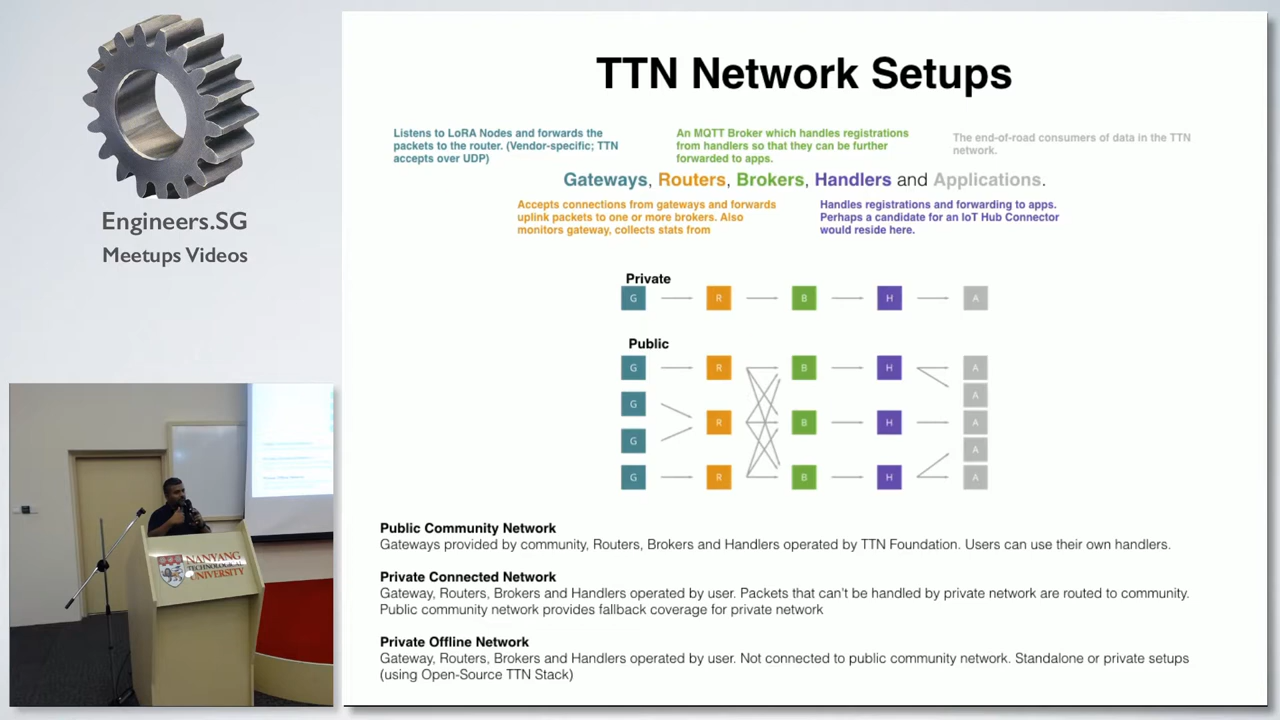 Engineers.SG
Meetups Videos
TTN Network Setups
Listens to LoRA Nodes and forwards the
packets to the router. (Vendor-specific; TTN
accepts over UDP)
An MQTT Broker which handles registrations
from handlers so that they can be further
forwarded to apps.
The end-of-road consumers of data in the TTN
network.
Gateways, Routers, Brokers, Handlers and Applications.
Accepts connections from gateways and forwards
uplink packets to one or more brokers. Also
monitors gateway, collects stats from
Handles registrations and forwarding to apps.
Perhaps a candidate for an IoT Hub Connector
would reside here.
Private
G R B H A
Public
G R B H A
G A
R B H A
G A
G R B H A
Public Community Network
Gateways provided by community, Routers, Brokers and Handlers operated by TTN Foundation. Users can use their own handlers.
Private Connected Network
Gateway, Routers, Brokers and Handlers operated by user. Packets that can't be handled by private network are routed to community.
Public community network provides fallback coverage for private network
Private Offline Network
Gateway, Routers, Brokers and Handlers operated by user. Not connected to public community network. Standalone or private setups
(using Open-Source TTN Stack)
NANYANG
TECHNOLOGICAL
UNIVERSITY